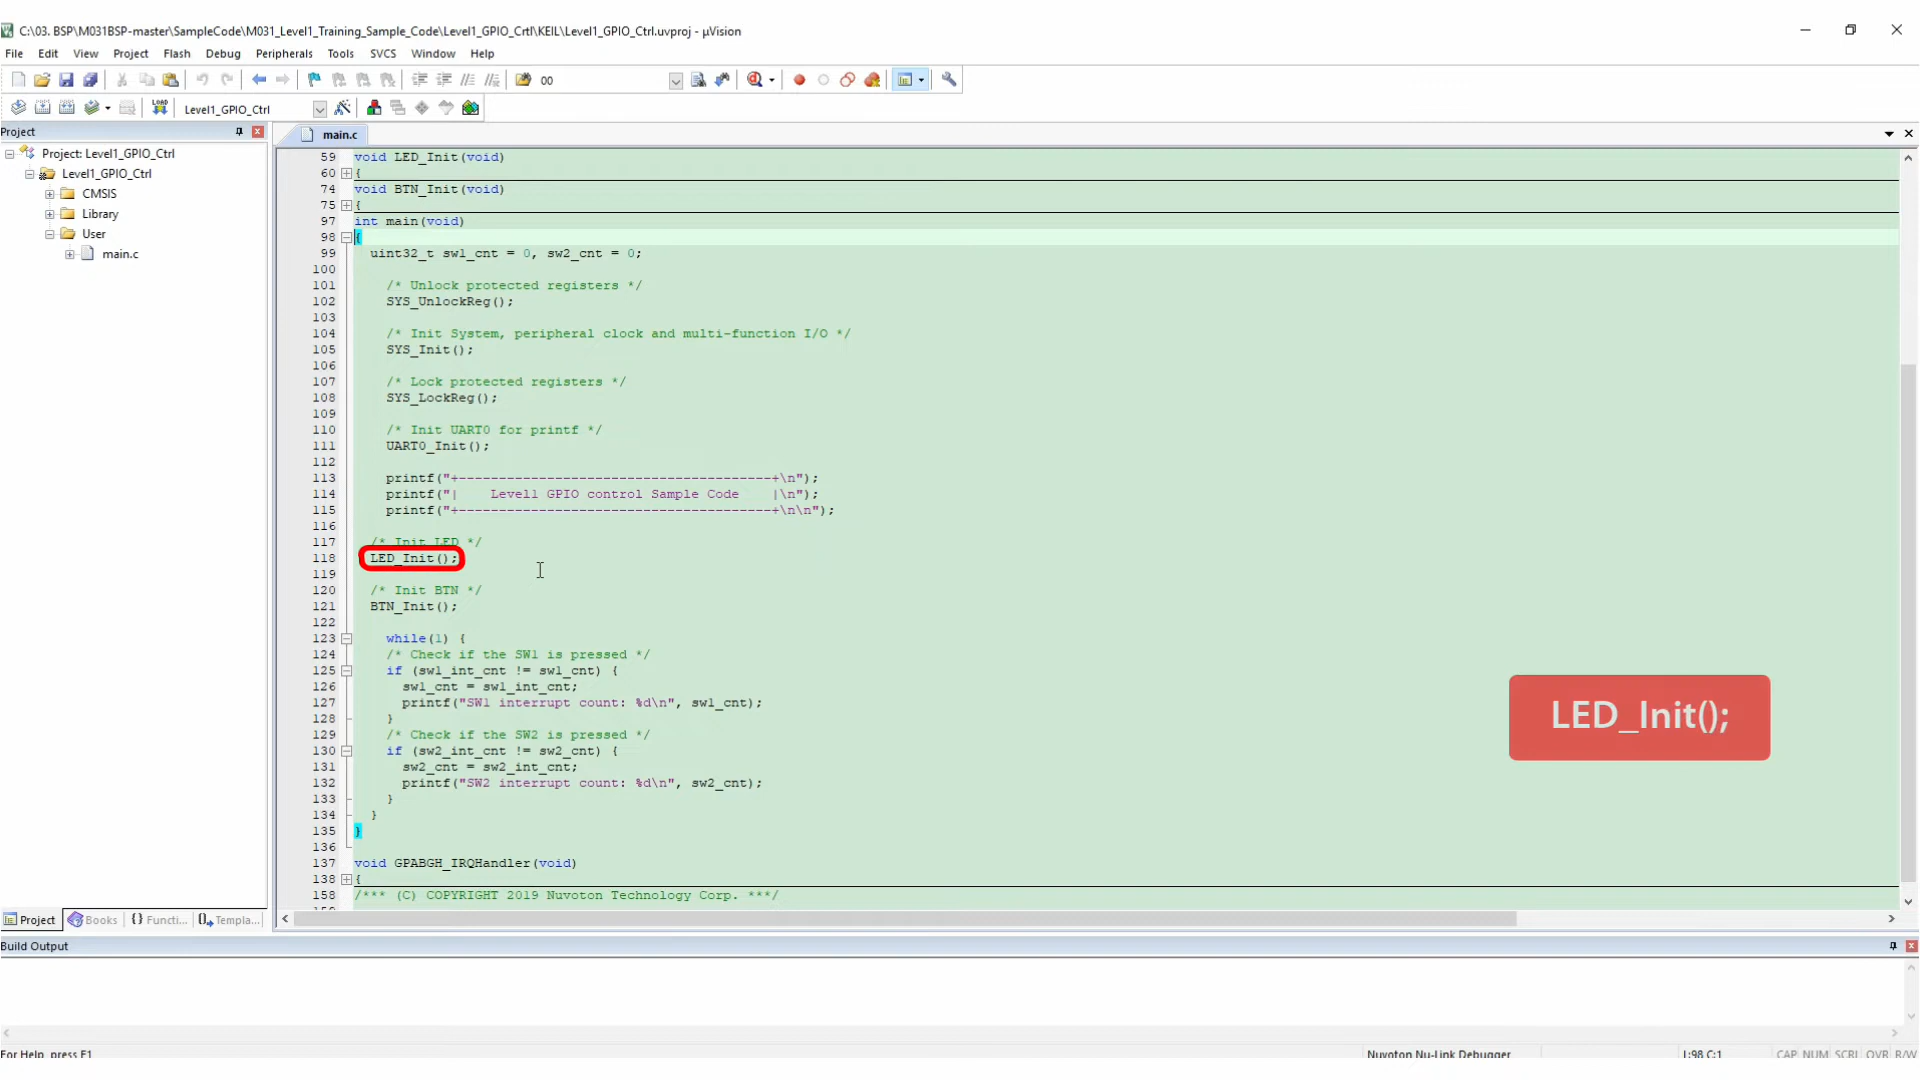 C:\03. BSP\M031BSP-master\SampleCode\M031_Level1_Training_Sample_Code\Level1_GPIO_Crtl\KEIL\Level1_GPIO_Ctrl.uvproj - µVision
File Edit View Project Flash Debug Peripherals Tools SVCS Window Help
00
LOAD Level1_GPIO_Ctrl
Project
main.c
Project: Level1_GPIO_Ctrl
Level1_GPIO_Ctrl
CMSIS
Library
User
main.c
59 void LED_Init(void)
60 {
74 void BTN_Init(void)
75 {
97 int main(void)
98 {
99 uint32_t sw1_cnt = 0, sw2_cnt = 0;
100
101 /* Unlock protected registers */
102 SYS_UnlockReg();
103
104 /* Init System, peripheral clock and multi-function I/O */
105 SYS_Init();
106
107 /* Lock protected registers */
108 SYS_LockReg();
109
110 /* Init UART0 for printf */
111 UART0_Init();
112
113 printf("+---------------------------------------+\n");
114 printf("|    Level1 GPIO control Sample Code    |\n");
115 printf("+---------------------------------------+\n\n");
116
117 /* Init LED */
118 LED_Init();
119
120 /* Init BTN */
121 BTN_Init();
122
123 while(1) {
124 /* Check if the SW1 is pressed */
125 if (sw1_int_cnt != sw1_cnt) {
126 sw1_cnt = sw1_int_cnt;
127 printf("SW1 interrupt count: %d\n", sw1_cnt);
128 }
129 /* Check if the SW2 is pressed */
130 if (sw2_int_cnt != sw2_cnt) {
131 sw2_cnt = sw2_int_cnt;
132 printf("SW2 interrupt count: %d\n", sw2_cnt);
133 }
134 }
135 }
136
137 void GPABGH_IRQHandler(void)
138 {
158 /*** (C) COPYRIGHT 2019 Nuvoton Technology Corp. ***/
LED_Init();
Project Books {} Functi... Templa...
Build Output
For Help, press F1
Nuvoton Nu-Link Debugger
L:98 C:1
CAP NUM SCRL OVR R/W